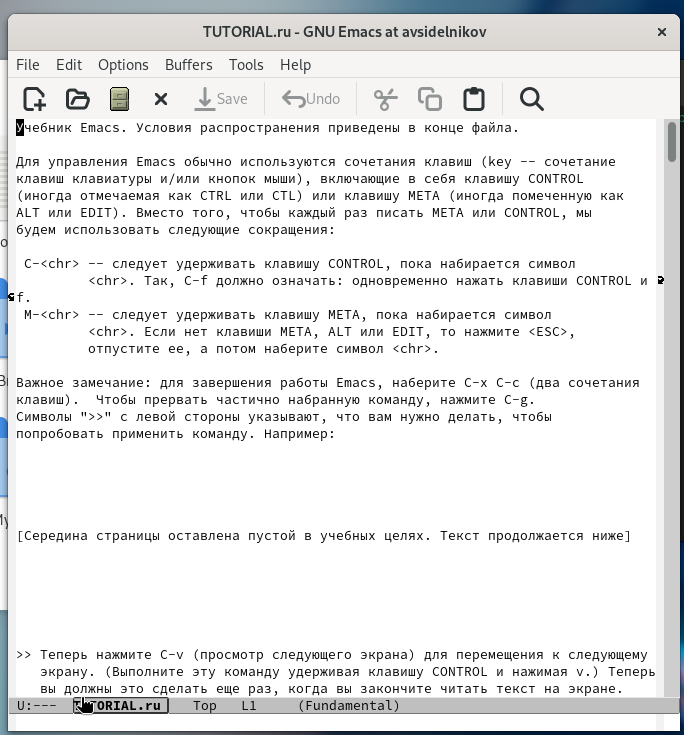 TUTORIAL.ru - GNU Emacs at avsidelnikov
File Edit Options Buffers Tools Help
Save Undo
Учебник Emacs. Условия распространения приведены в конце файла.
Для управления Emacs обычно используются сочетания клавиш (key -- сочетание
клавиш клавиатуры и/или кнопок мыши), включающие в себя клавишу CONTROL
(иногда отмечаемая как CTRL или CTL) или клавишу META (иногда помеченную как
ALT или EDIT). Вместо того, чтобы каждый раз писать META или CONTROL, мы
будем использовать следующие сокращения:
C-<chr> -- следует удерживать клавишу CONTROL, пока набирается символ
<chr>. Так, C-f должно означать: одновременно нажать клавиши CONTROL и
f.
M-<chr> -- следует удерживать клавишу META, пока набирается символ
<chr>. Если нет клавиши META, ALT или EDIT, то нажмите <ESC>,
отпустите ее, а потом наберите символ <chr>.
Важное замечание: для завершения работы Emacs, наберите C-x C-c (два сочетания
клавиш).  Чтобы прервать частично набранную команду, нажмите C-g.
Символы ">>" с левой стороны указывают, что вам нужно делать, чтобы
попробовать применить команду. Например:
[Середина страницы оставлена пустой в учебных целях. Текст продолжается ниже]
>> Теперь нажмите C-v (просмотр следующего экрана) для перемещения к следующему
экрану. (Выполните эту команду удерживая клавишу CONTROL и нажимая v.) Теперь
вы должны это сделать еще раз, когда вы закончите читать текст на экране.
U:--- TUTORIAL.ru Top L1 (Fundamental)